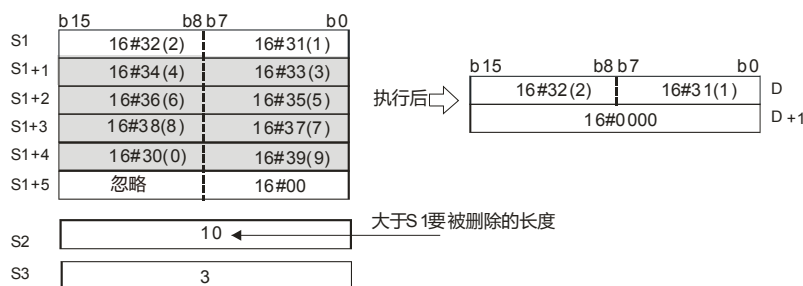 b15 b8 b7 b0
S1 16#32(2) 16#31(1)
S1+1 16#34(4) 16#33(3)
S1+2 16#36(6) 16#35(5)
S1+3 16#38(8) 16#37(7)
S1+4 16#30(0) 16#39(9)
S1+5 忽略 16#00
执行后
b15 b8 b7 b0
16#32(2) 16#31(1) D
16#0000 D+1
S2 10 大于S1要被删除的长度
S3 3